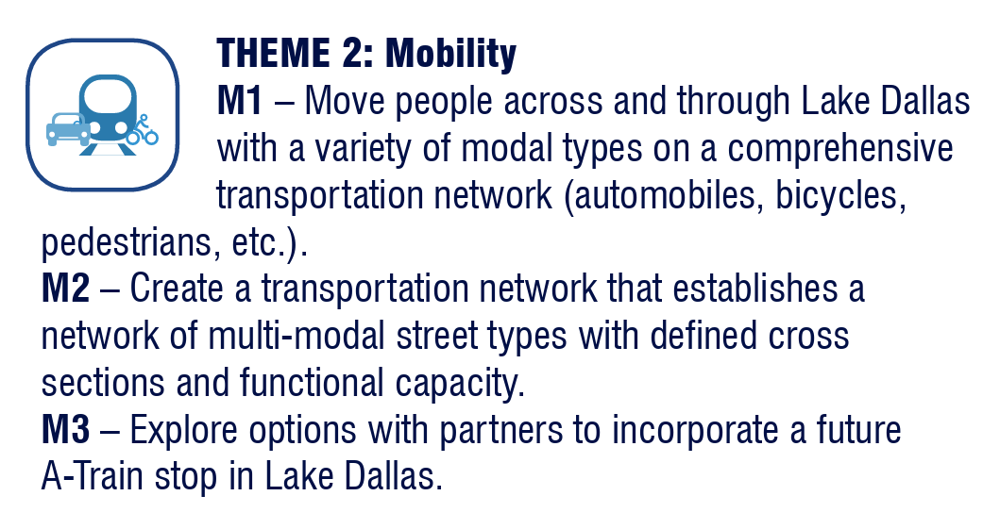 THEME 2: Mobility
M1 – Move people across and through Lake Dallas
with a variety of modal types on a comprehensive
transportation network (automobiles, bicycles,
pedestrians, etc.).
M2 – Create a transportation network that establishes a
network of multi-modal street types with defined cross
sections and functional capacity.
M3 – Explore options with partners to incorporate a future
A-Train stop in Lake Dallas.